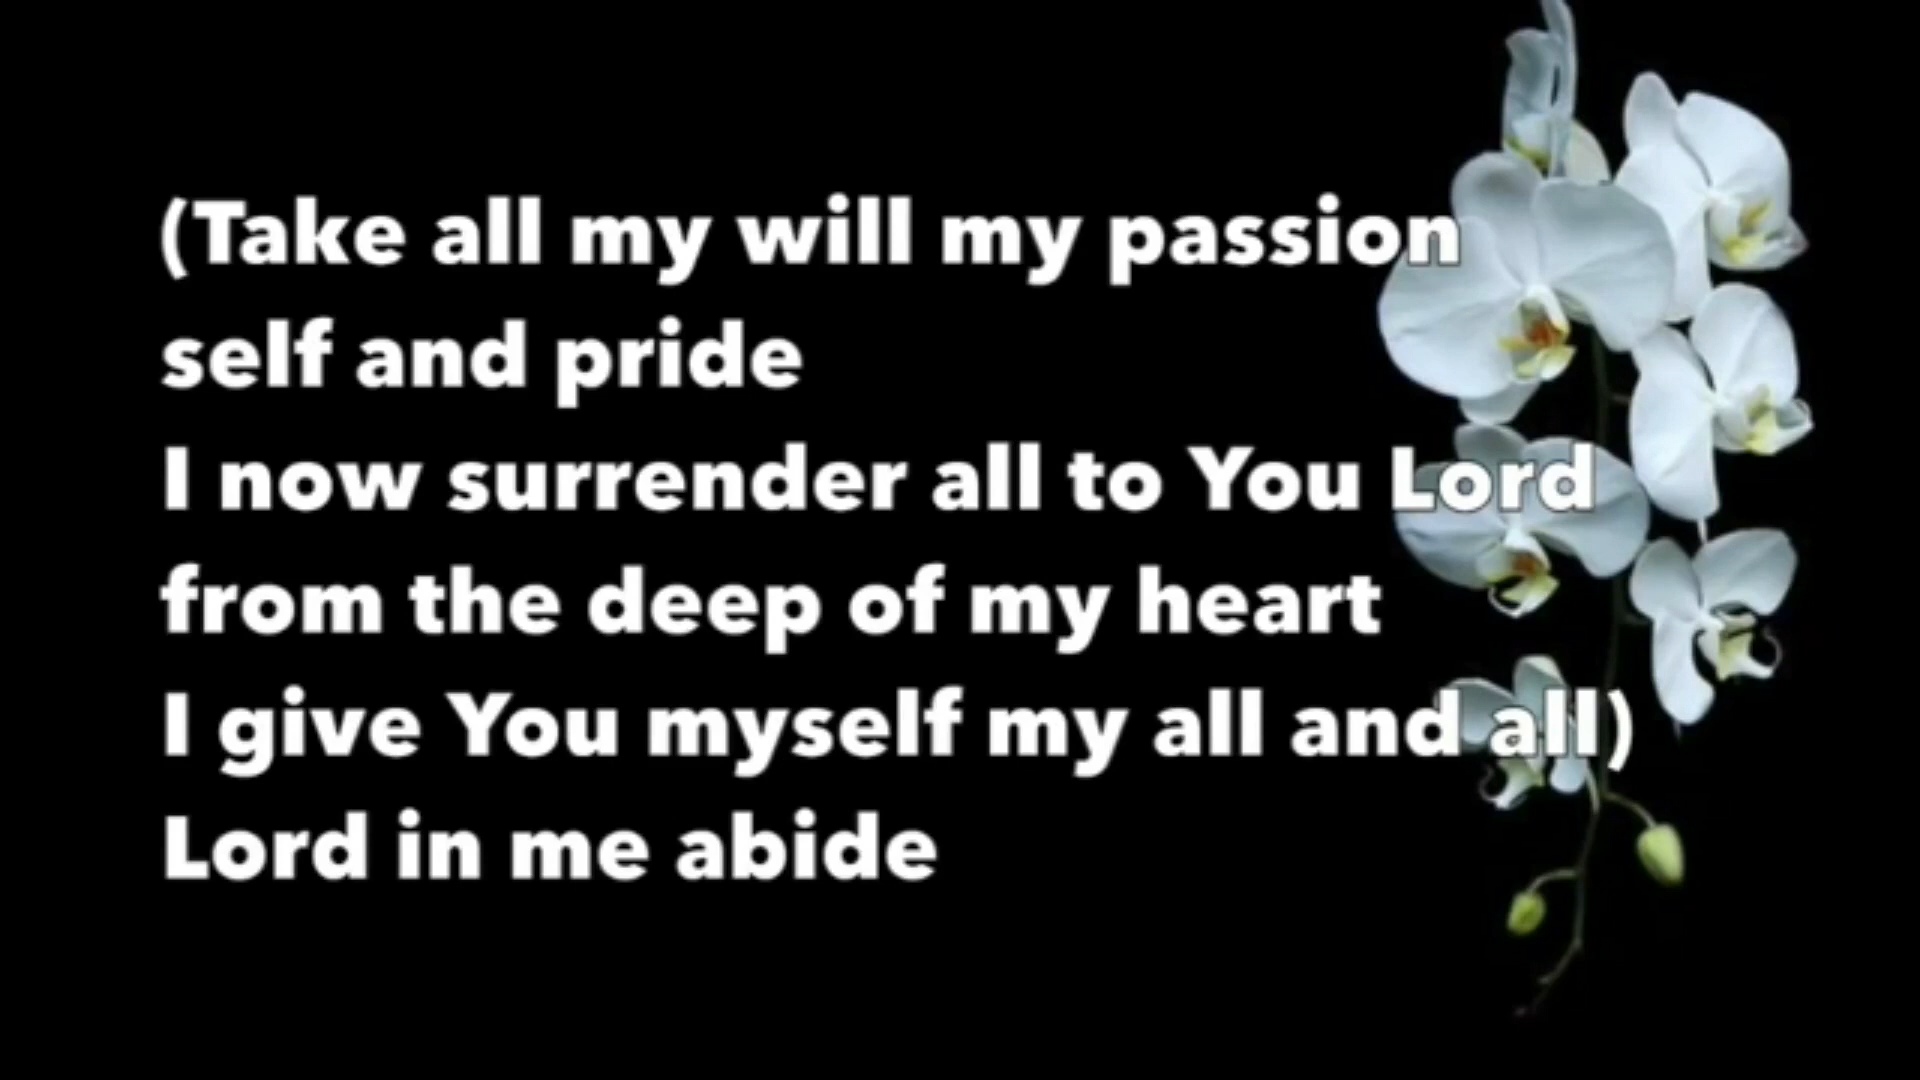 (Take all my will my passion
self and pride
I now surrender all to You Lord
from the deep of my heart
I give You myself my all and all)
Lord in me abide